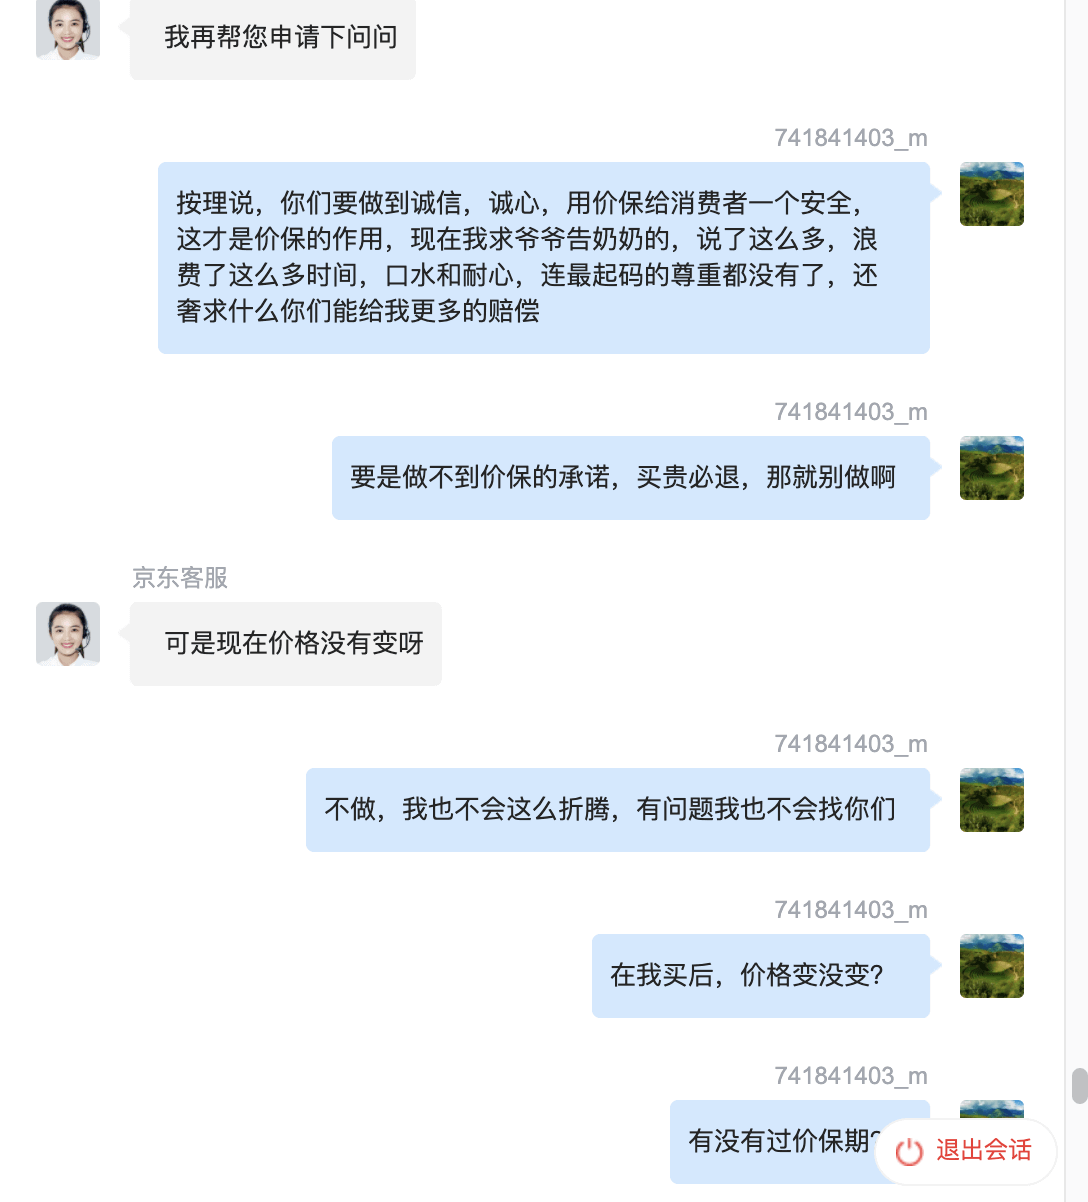 我再帮您申请下问问
741841403_m
按理说，你们要做到诚信，诚心，用价保给消费者一个安全，
这才是价保的作用，现在我求爷爷告奶奶的，说了这么多，浪
费了这么多时间，口水和耐心，连最起码的尊重都没有了，还
奢求什么你们能给我更多的赔偿
741841403_m
要是做不到价保的承诺，买贵必退，那就别做啊
京东客服
可是现在价格没有变呀
741841403_m
不做，我也不会这么折腾，有问题我也不会找你们
741841403_m
在我买后，价格变没变?
741841403_m
有没有过价保期?
退出会话